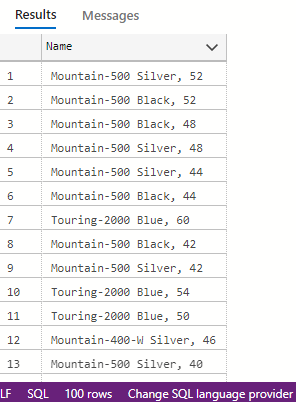 Results Messages
Name
1 Mountain-500 Silver, 52
2 Mountain-500 Black, 52
3 Mountain-500 Black, 48
4 Mountain-500 Silver, 48
5 Mountain-500 Silver, 44
6 Mountain-500 Black, 44
7 Touring-2000 Blue, 60
8 Mountain-500 Black, 42
9 Mountain-500 Silver, 42
10 Touring-2000 Blue, 54
11 Touring-2000 Blue, 50
12 Mountain-400-W Silver, 46
13 Mountain-500 Silver, 40
LF SQL 100 rows Change SQL language provider